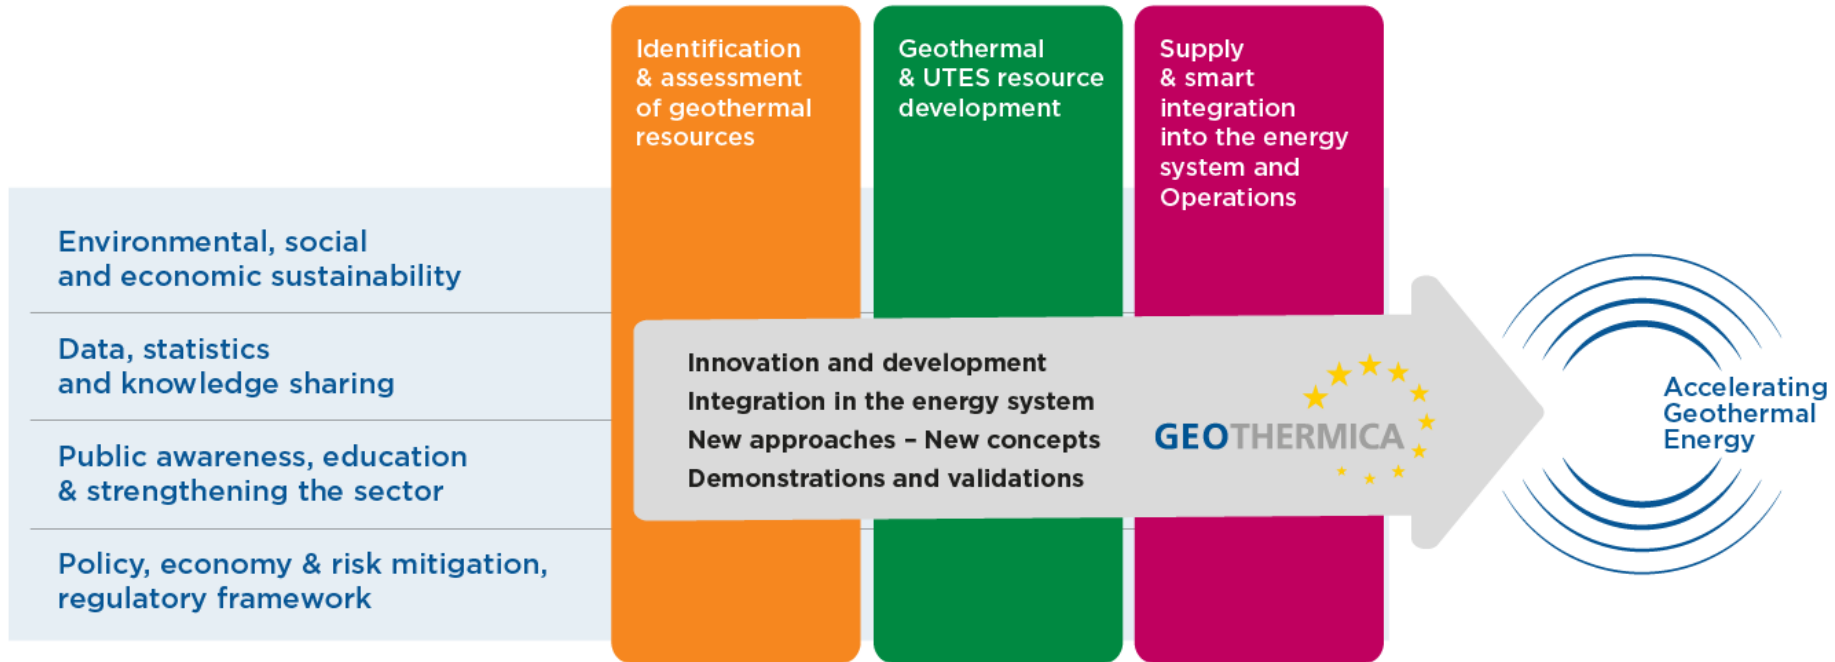 Identification
& assessment
of geothermal
resources
Geothermal
& UTES resource
development
Supply
& smart
integration
into the energy
system and
Operations
Environmental, social
and economic sustainability
Data, statistics
and knowledge sharing
Public awareness, education
& strengthening the sector
Policy, economy & risk mitigation,
regulatory framework
Innovation and development
Integration in the energy system
New approaches – New concepts
Demonstrations and validations
GEOTHERMICA
Accelerating
Geothermal
Energy